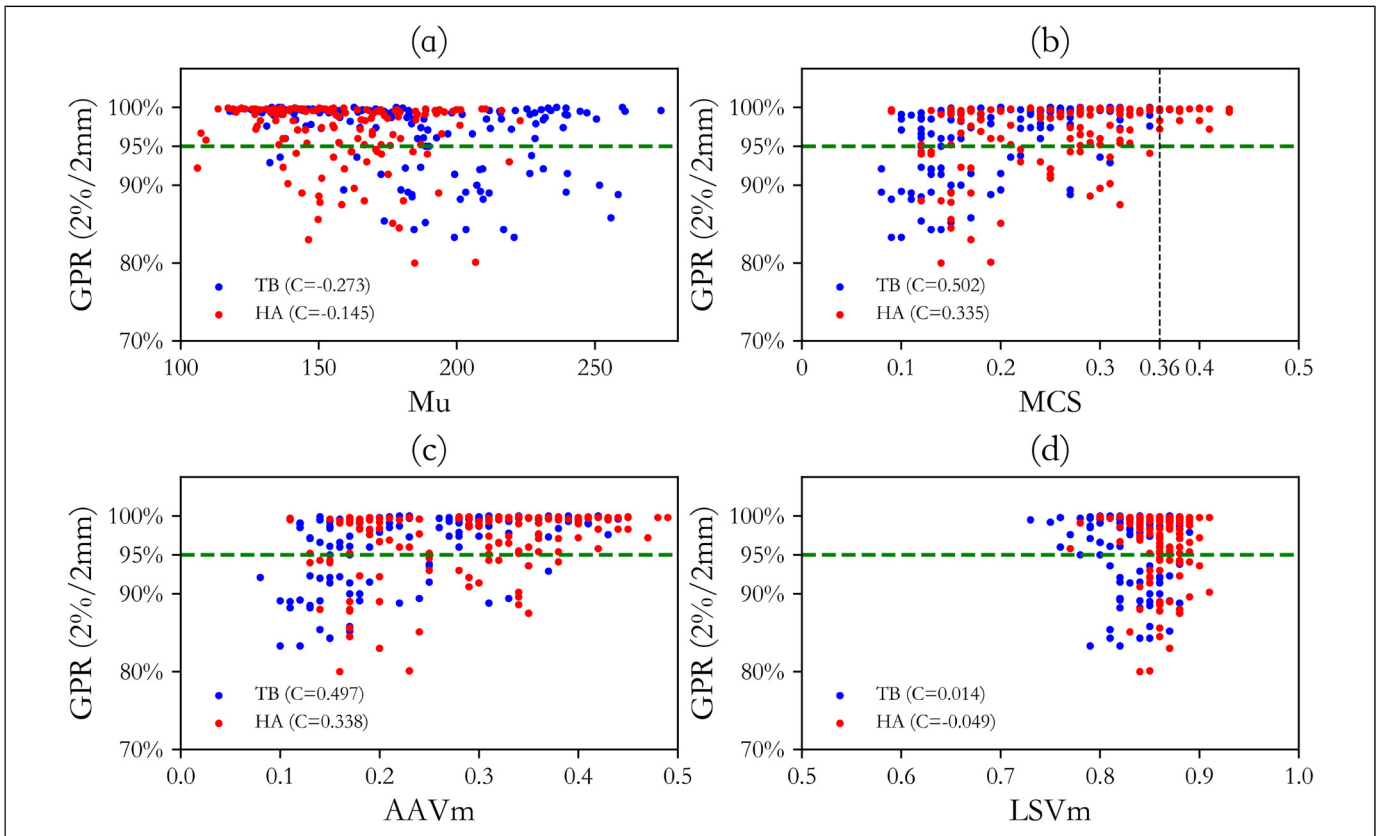 (a)
GPR (2%/2mm)
100%
95%
90%
80%
70%
TB (C=-0.273)
HA (C=-0.145)
100 150 200 250
Mu
(b)
GPR (2%/2mm)
100%
95%
90%
80%
70%
TB (C=0.502)
HA (C=0.335)
0 0.1 0.2 0.3 0.36 0.4 0.5
MCS
(c)
GPR (2%/2mm)
100%
95%
90%
80%
70%
TB (C=0.497)
HA (C=0.338)
0.0 0.1 0.2 0.3 0.4 0.5
AAVm
(d)
GPR (2%/2mm)
100%
95%
90%
80%
70%
TB (C=0.014)
HA (C=-0.049)
0.5 0.6 0.7 0.8 0.9 1.0
LSVm